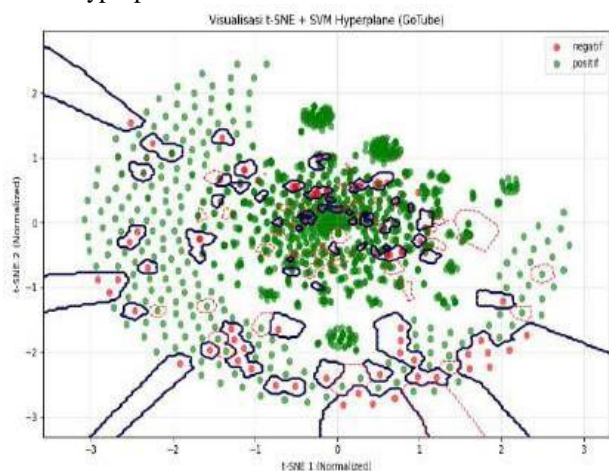 Visualisasi t-SNE + SVM Hyperplane (GoTube)
negatif
positif
t-SNE 2 (Normalized)
2
1
0
−1
−2
−3
−3
−2
−1
0
1
2
3
t-SNE 1 (Normalized)